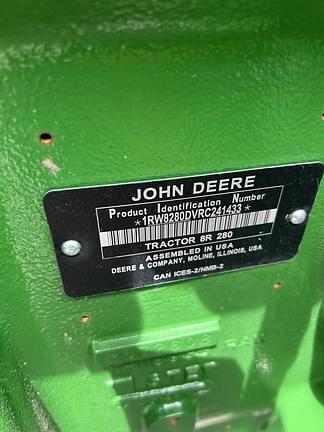 JOHN DEERE
Product Identification Number
*1RW8280DVRC241433*
TRACTOR 8R 280
ASSEMBLED IN USA
DEERE & COMPANY, MOLINE, ILLINOIS, USA
CAN ICES-2/NMB-2